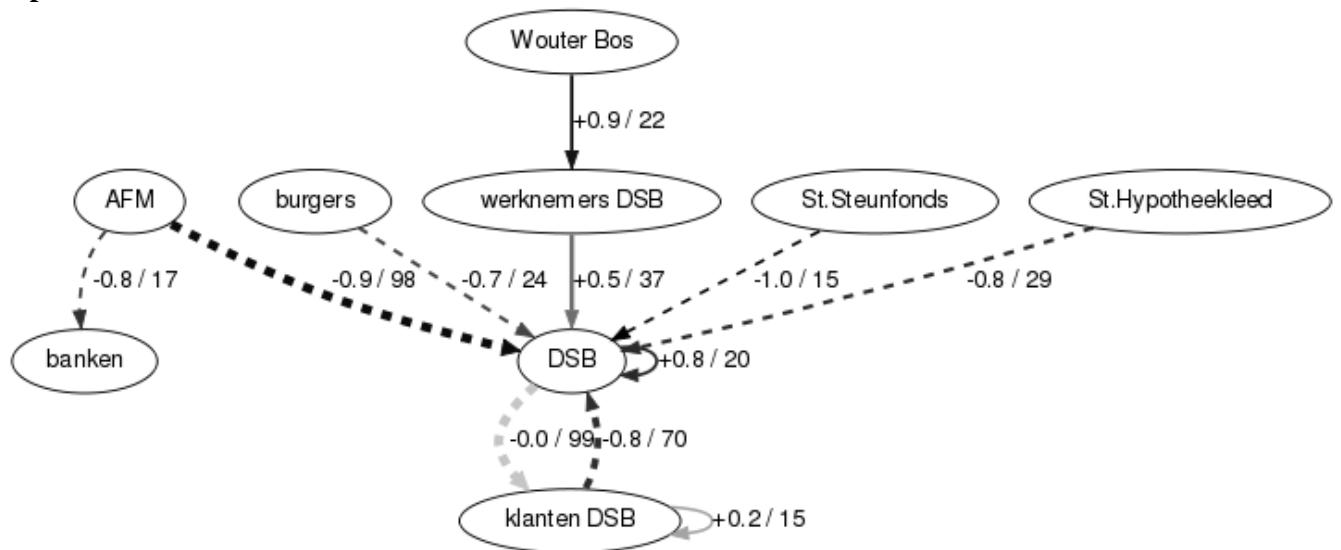 Wouter Bos
+0.9 / 22
AFM
burgers
werknemers DSB
St.Steunfonds
St.Hypotheekleed
-0.8 / 17
-0.9 / 98
-0.7 / 24
+0.5 / 37
-1.0 / 15
-0.8 / 29
banken
DSB
+0.8 / 20
-0.0 / 99
-0.8 / 70
klanten DSB
+0.2 / 15